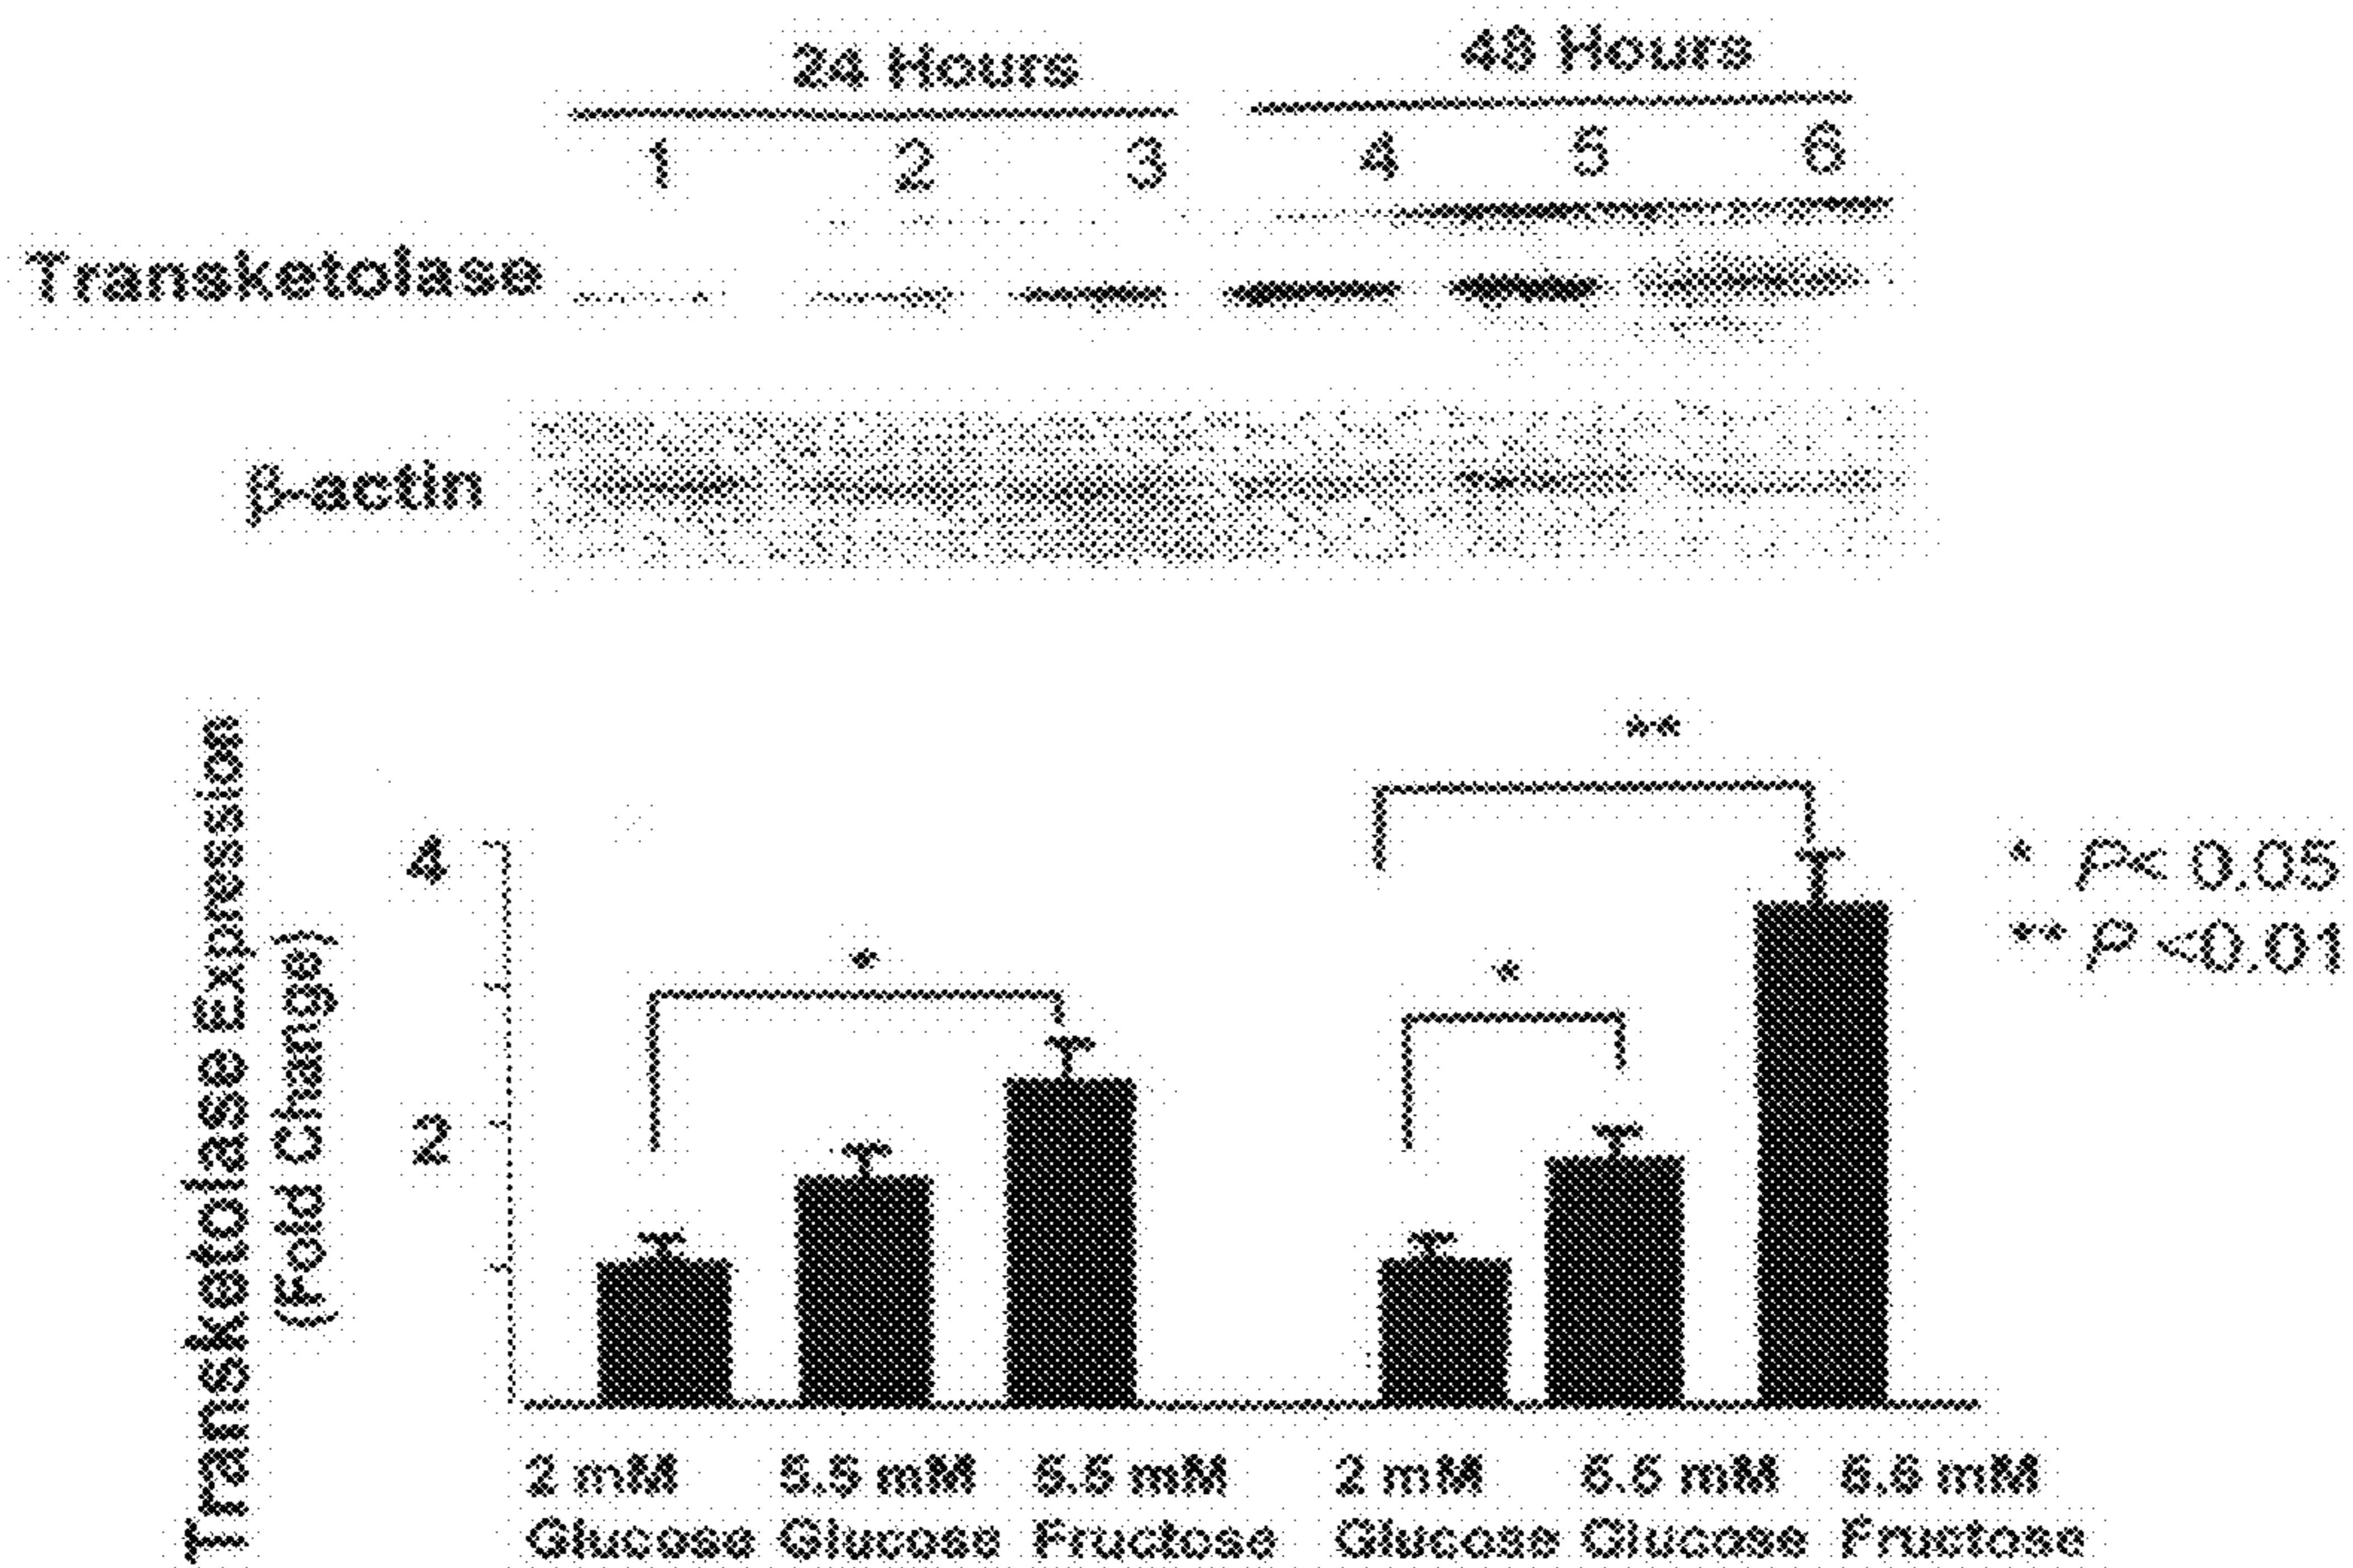 24 Hours 48 Hours
1 2 3 4 5 6
Transketolase
β-actin
Transketolase Expression
(Fold Change)
4
2
*
*
**
* P< 0.05
** P <0.01
2 mM 5.5 mM 5.5 mM 2 mM 5.5 mM 5.5 mM
Glucose Glucose Fructose Glucose Glucose Fructose